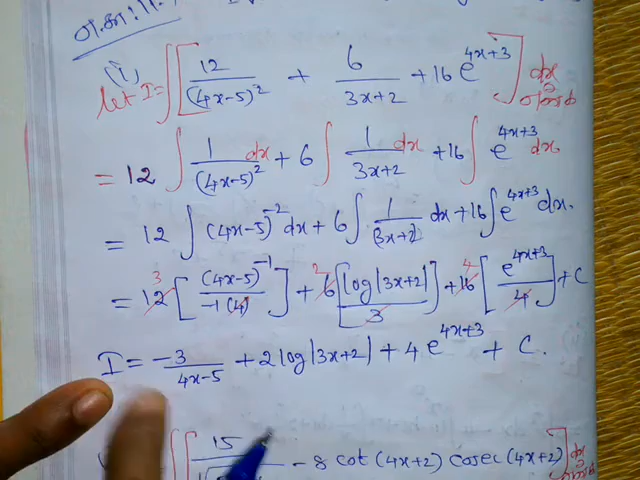 (i) let I = ∫[ 12/(4x-5)² + 6/(3x+2) + 16 e^(4x+3) ] dx
= 12 ∫ 1/(4x-5)² dx + 6 ∫ 1/(3x+2) dx + 16 ∫ e^(4x+3) dx
= 12 ∫ (4x-5)^-2 dx + 6 ∫ 1/(3x+2) dx + 16 ∫ e^(4x+3) dx.
= 12 3 [ (4x-5)^-1 / -1(4) ] + 6 2 [ log|3x+2| / 3 ] + 16 4 [ e^(4x+3) / 4 ] + c
I = -3/(4x-5) + 2 log|3x+2| + 4 e^(4x+3) + c.
∫[ 15 - 8 cot (4x+2) cosec (4x+2) ] dx